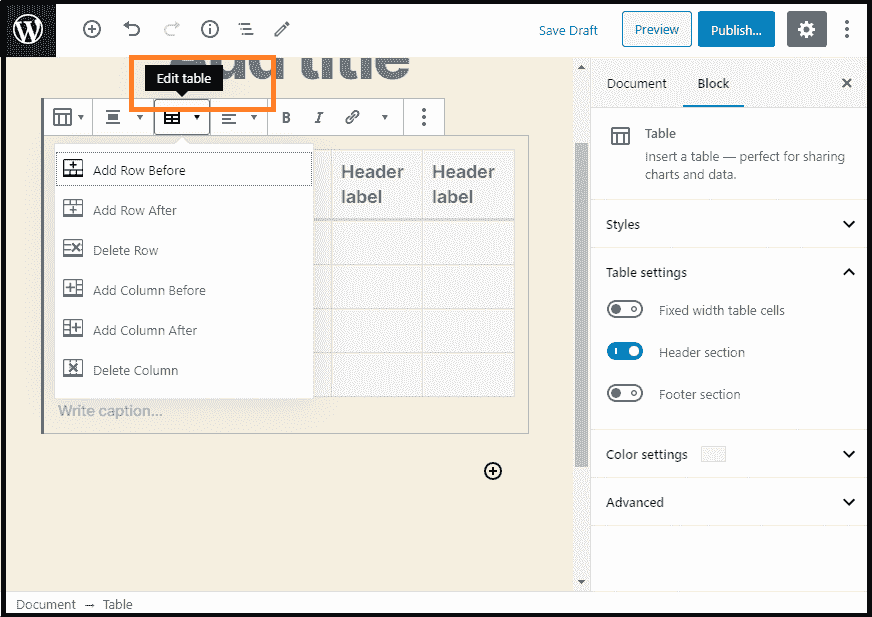 Save Draft
Preview
Publish...
Add title
Edit table
B
I
Add Row Before
Add Row After
Delete Row
Add Column Before
Add Column After
Delete Column
Header label
Header label
Write caption...
Document
Block
Table
Insert a table — perfect for sharing
charts and data.
Styles
Table settings
Fixed width table cells
Header section
Footer section
Color settings
Advanced
Document → Table